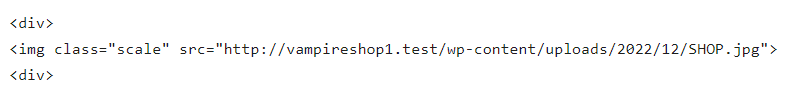 <div>
<img class="scale" src="http://vampireshop1.test/wp-content/uploads/2022/12/SHOP.jpg">
<div>